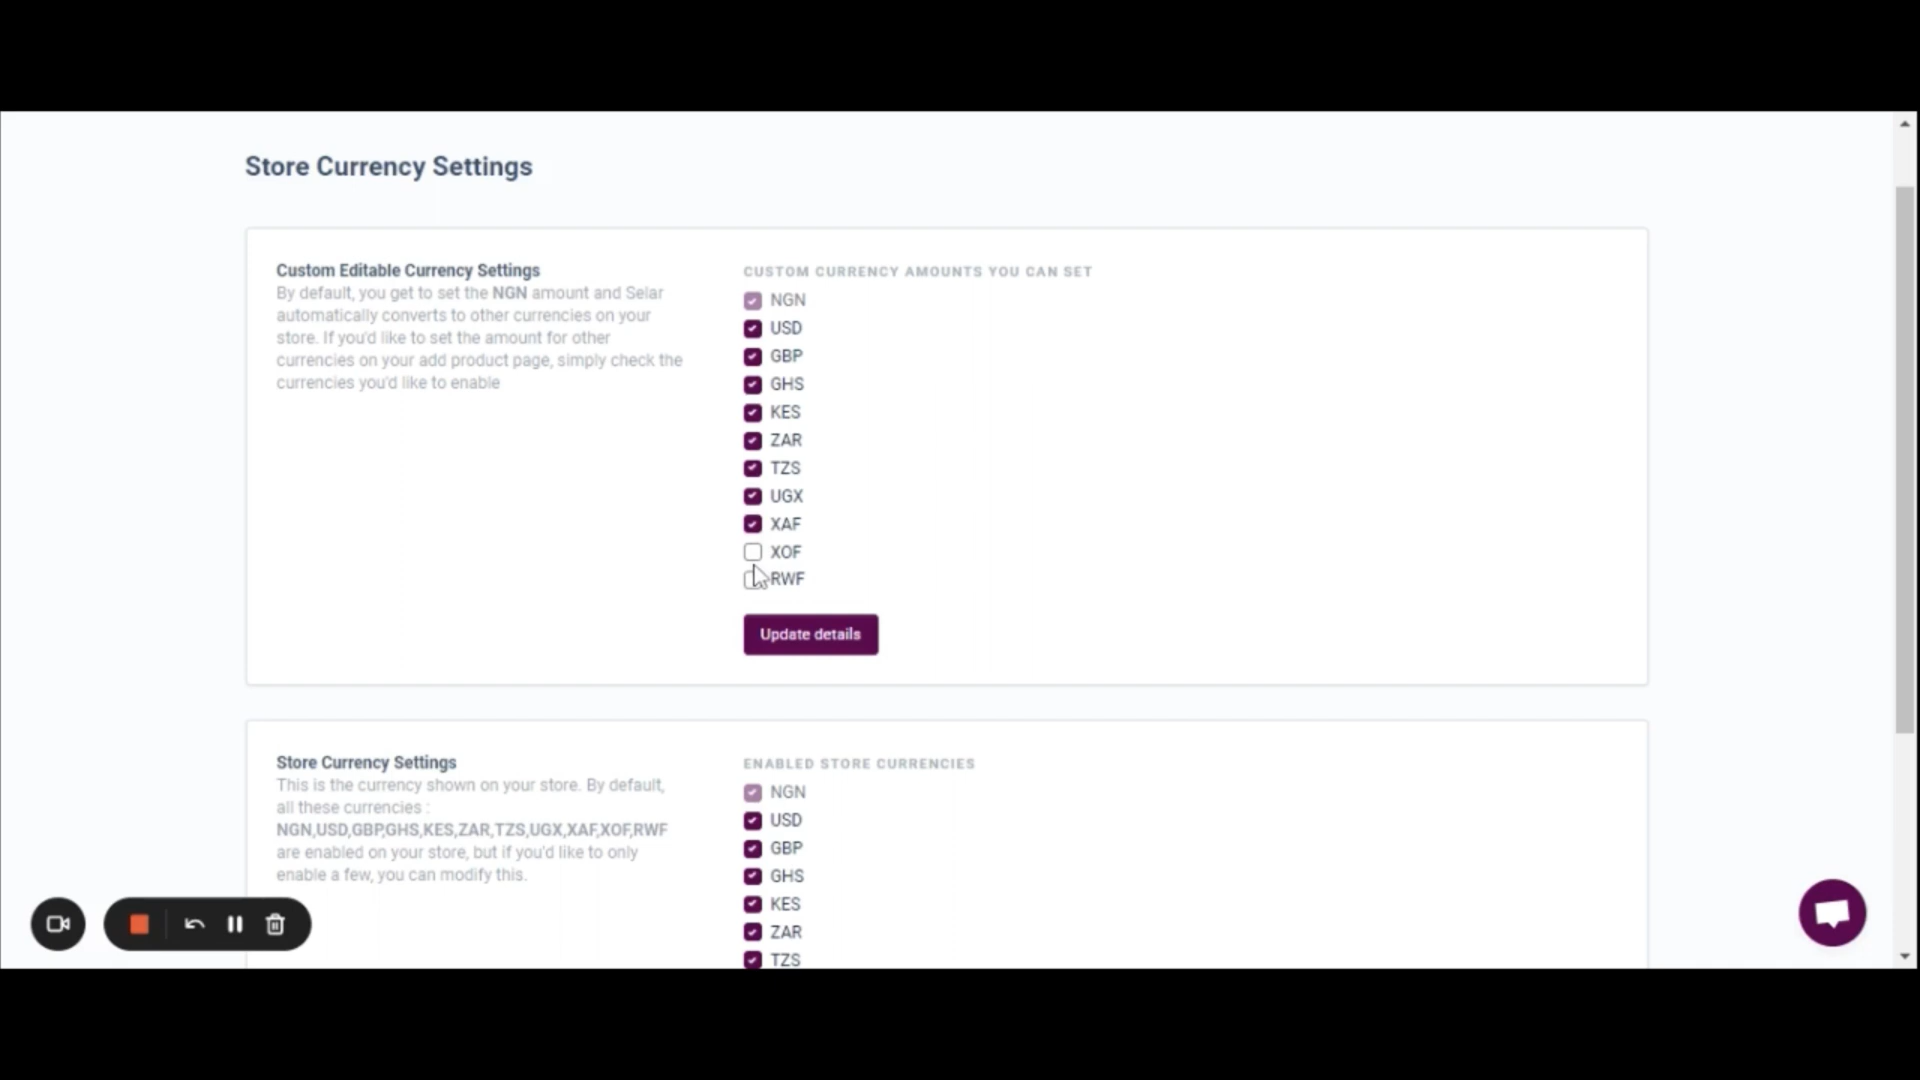 Store Currency Settings
Custom Editable Currency Settings
By default, you get to set the NGN amount and Selar
automatically converts to other currencies on your
store. If you'd like to set the amount for other
currencies on your add product page, simply check the
currencies you'd like to enable
CUSTOM CURRENCY AMOUNTS YOU CAN SET
NGN
USD
GBP
GHS
KES
ZAR
TZS
UGX
XAF
XOF
RWF
Update details
Store Currency Settings
This is the currency shown on your store. By default,
all these currencies :
NGN,USD,GBP,GHS,KES,ZAR,TZS,UGX,XAF,XOF,RWF
are enabled on your store, but if you'd like to only
enable a few, you can modify this.
ENABLED STORE CURRENCIES
NGN
USD
GBP
GHS
KES
ZAR
TZS